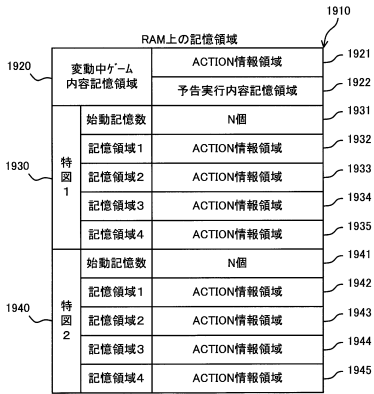 RAM上の記憶領域
1910
1920
変動中ｹﾞｰﾑ
内容記憶領域
ACTION情報領域
1921
予告実行内容記憶領域
1922
1930
特図1
始動記憶数
N個
1931
記憶領域1
ACTION情報領域
1932
記憶領域2
ACTION情報領域
1933
記憶領域3
ACTION情報領域
1934
記憶領域4
ACTION情報領域
1935
1940
特図2
始動記憶数
N個
1941
記憶領域1
ACTION情報領域
1942
記憶領域2
ACTION情報領域
1943
記憶領域3
ACTION情報領域
1944
記憶領域4
ACTION情報領域
1945